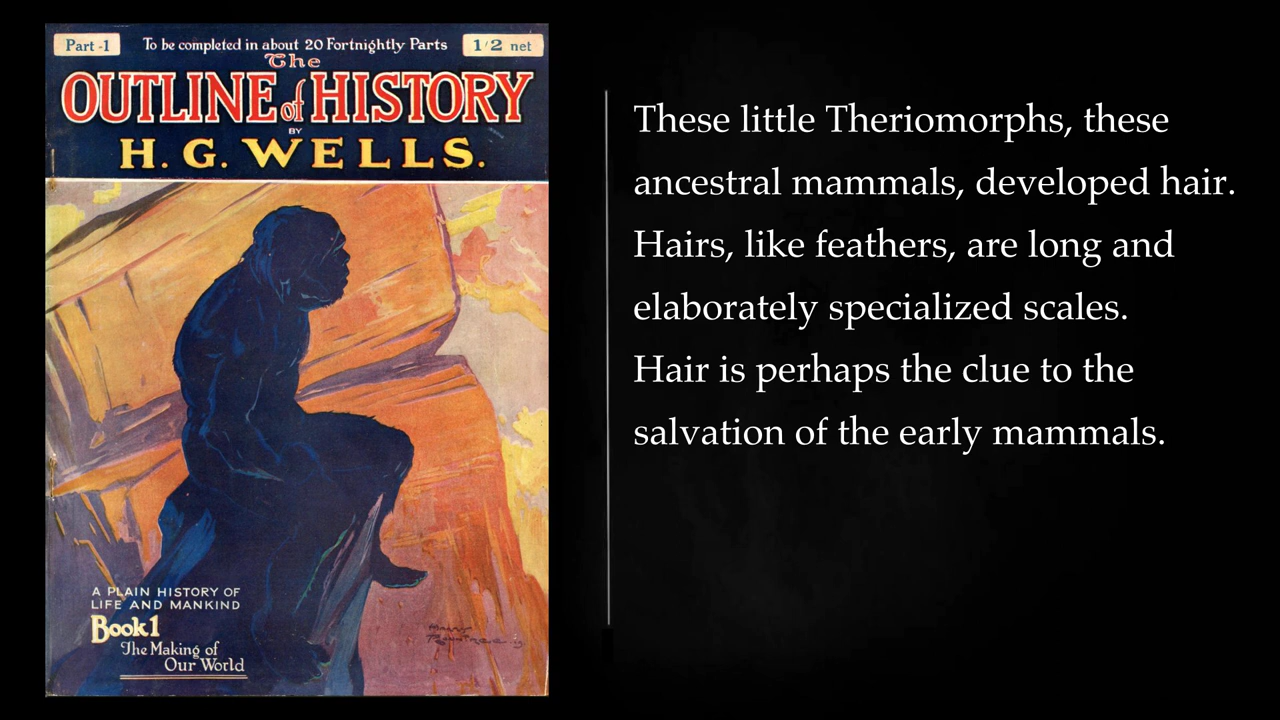 Part -1
To be completed in about 20 Fortnightly Parts
1/2 net
The
OUTLINE of HISTORY
BY
H. G. WELLS.
A PLAIN HISTORY OF
LIFE AND MANKIND
Book 1
The Making of
Our World
These little Theriomorphs, these
ancestral mammals, developed hair.
Hairs, like feathers, are long and
elaborately specialized scales.
Hair is perhaps the clue to the
salvation of the early mammals.